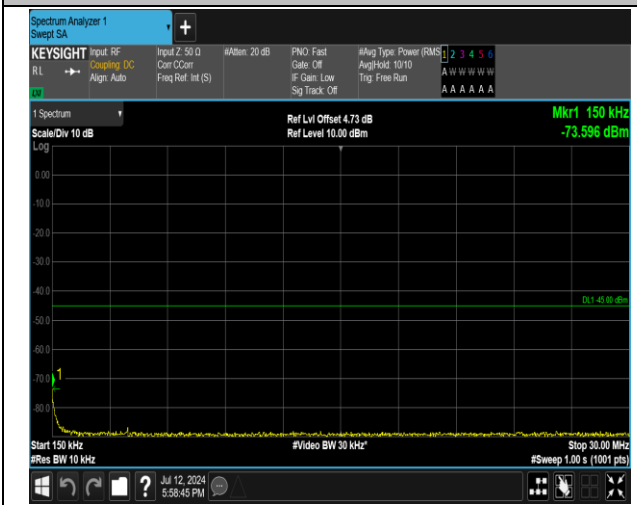 Spectrum Analyzer 1
Swept SA
+
KEYSIGHT
RL
Input: RF
Coupling: DC
Align: Auto
Input Z: 50 Ω
Corr CCorr
Freq Ref: Int (S)
#Atten: 20 dB
PNO: Fast
Gate: Off
IF Gain: Low
Sig Track: Off
#Avg Type: Power (RMS
Avg|Hold: 10/10
Trig: Free Run
1 2 3 4 5 6
A W W W W W
A A A A A A
1 Spectrum
Scale/Div 10 dB
Log
Ref Lvl Offset 4.73 dB
Ref Level 10.00 dBm
Mkr1 150 kHz
-73.596 dBm
0.00
-10.0
-20.0
-30.0
-40.0
DL1 -45.00 dBm
-50.0
-60.0
-70.0
1
-80.0
Start 150 kHz
#Res BW 10 kHz
#Video BW 30 kHz*
Stop 30.00 MHz
#Sweep 1.00 s (1001 pts)
?
Jul 12, 2024
5:58:45 PM